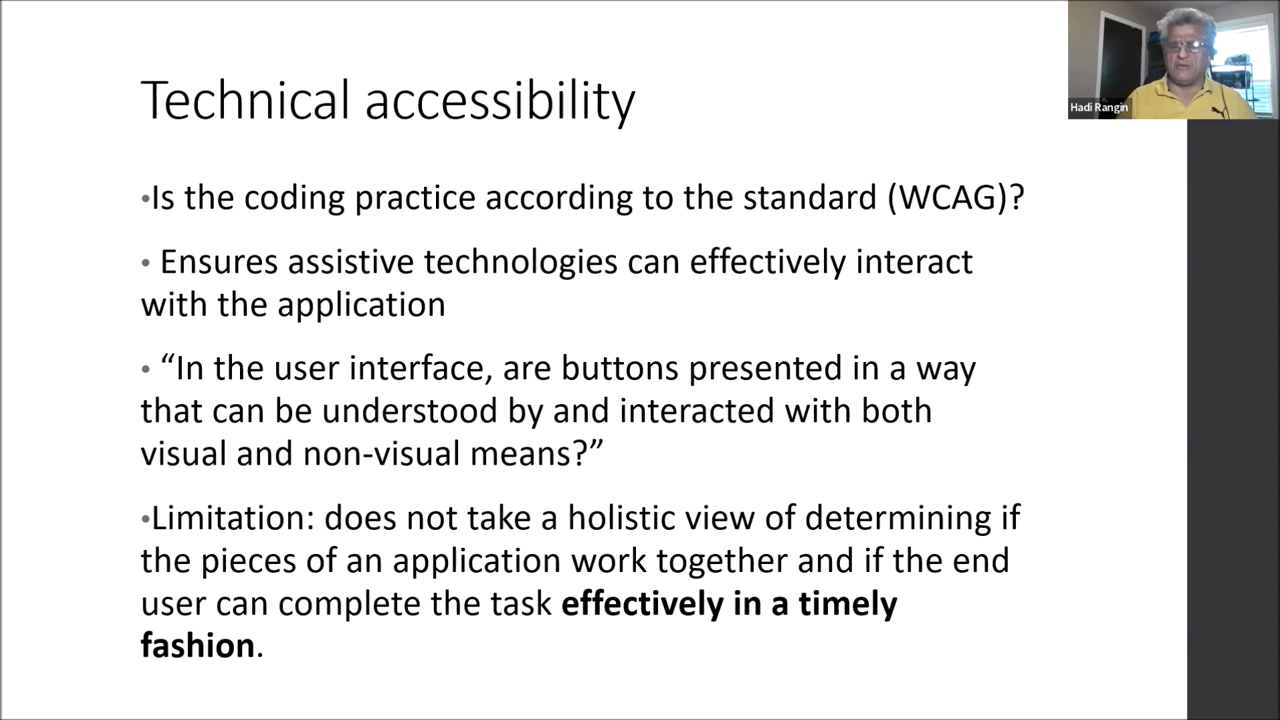 Technical accessibility
Hadi Rangin
•Is the coding practice according to the standard (WCAG)?
• Ensures assistive technologies can effectively interact
with the application
• “In the user interface, are buttons presented in a way
that can be understood by and interacted with both
visual and non-visual means?”
•Limitation: does not take a holistic view of determining if
the pieces of an application work together and if the end
user can complete the task effectively in a timely
fashion.